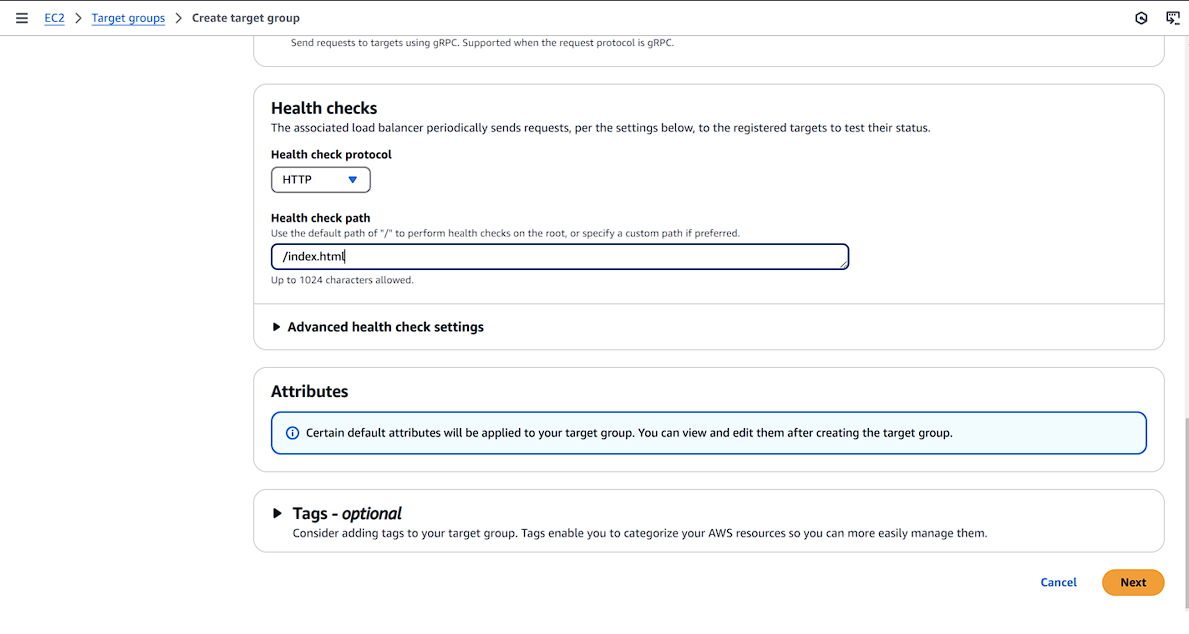 EC2 > Target groups > Create target group
Send requests to targets using gRPC. Supported when the request protocol is gRPC.
Health checks
The associated load balancer periodically sends requests, per the settings below, to the registered targets to test their status.
Health check protocol
HTTP
Health check path
Use the default path of "/" to perform health checks on the root, or specify a custom path if preferred.
/index.html
Up to 1024 characters allowed.
Advanced health check settings
Attributes
Certain default attributes will be applied to your target group. You can view and edit them after creating the target group.
Tags - optional
Consider adding tags to your target group. Tags enable you to categorize your AWS resources so you can more easily manage them.
Cancel Next